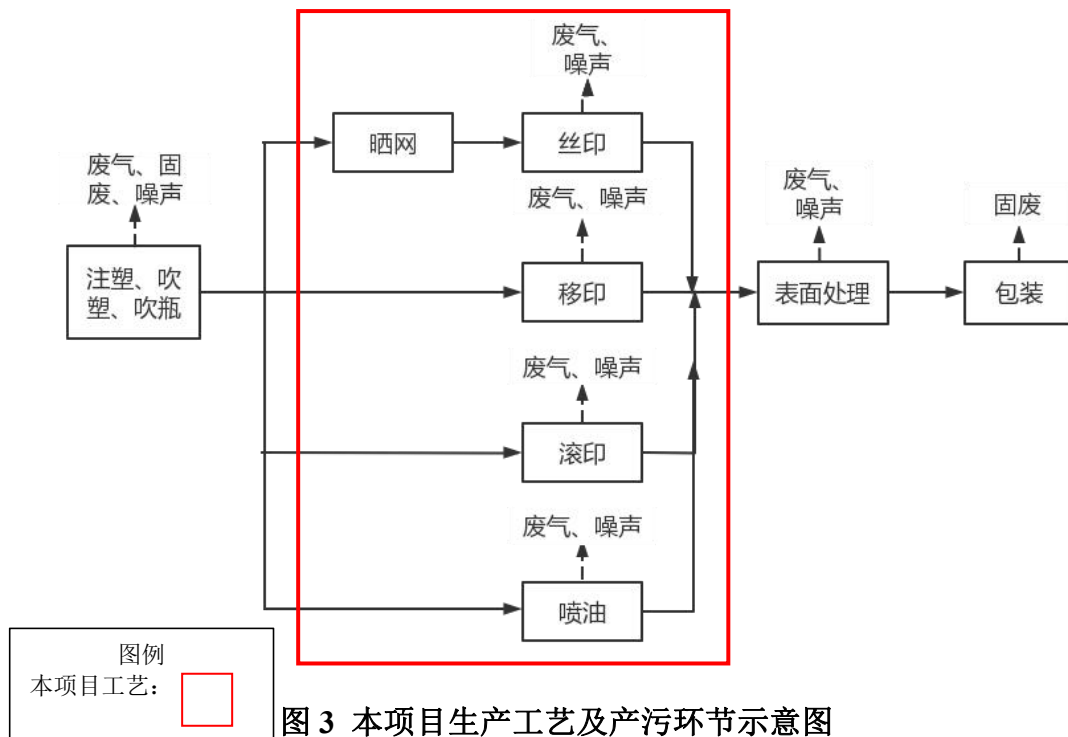 废气、
噪声
晒网
丝印
废气、固
废、噪声
注塑、吹
塑、吹瓶
废气、噪声
移印
废气、
噪声
表面处理
固废
包装
废气、噪声
滚印
废气、噪声
喷油
图例
本项目工艺：
图 3 本项目生产工艺及产污环节示意图